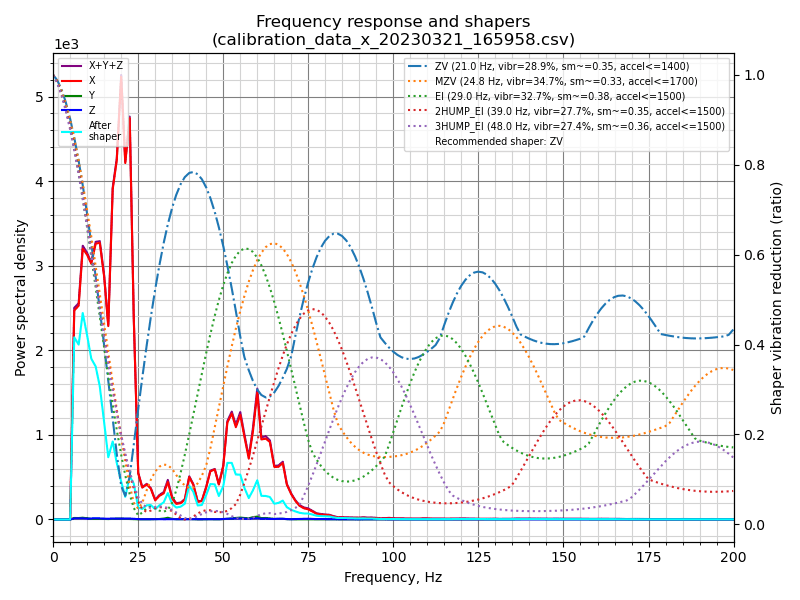 Frequency response and shapers
(calibration_data_x_20230321_165958.csv)
1e3
X+Y+Z
X
Y
Z
After
shaper
ZV (21.0 Hz, vibr=28.9%, sm~=0.35, accel<=1400)
MZV (24.8 Hz, vibr=34.7%, sm~=0.33, accel<=1700)
EI (29.0 Hz, vibr=32.7%, sm~=0.38, accel<=1500)
2HUMP_EI (39.0 Hz, vibr=27.7%, sm~=0.35, accel<=1500)
3HUMP_EI (48.0 Hz, vibr=27.4%, sm~=0.36, accel<=1500)
Recommended shaper: ZV
Power spectral density
5
4
3
2
1
0
1.0
0.8
0.6
0.4
0.2
0.0
Shaper vibration reduction (ratio)
0 25 50 75 100 125 150 175 200
Frequency, Hz